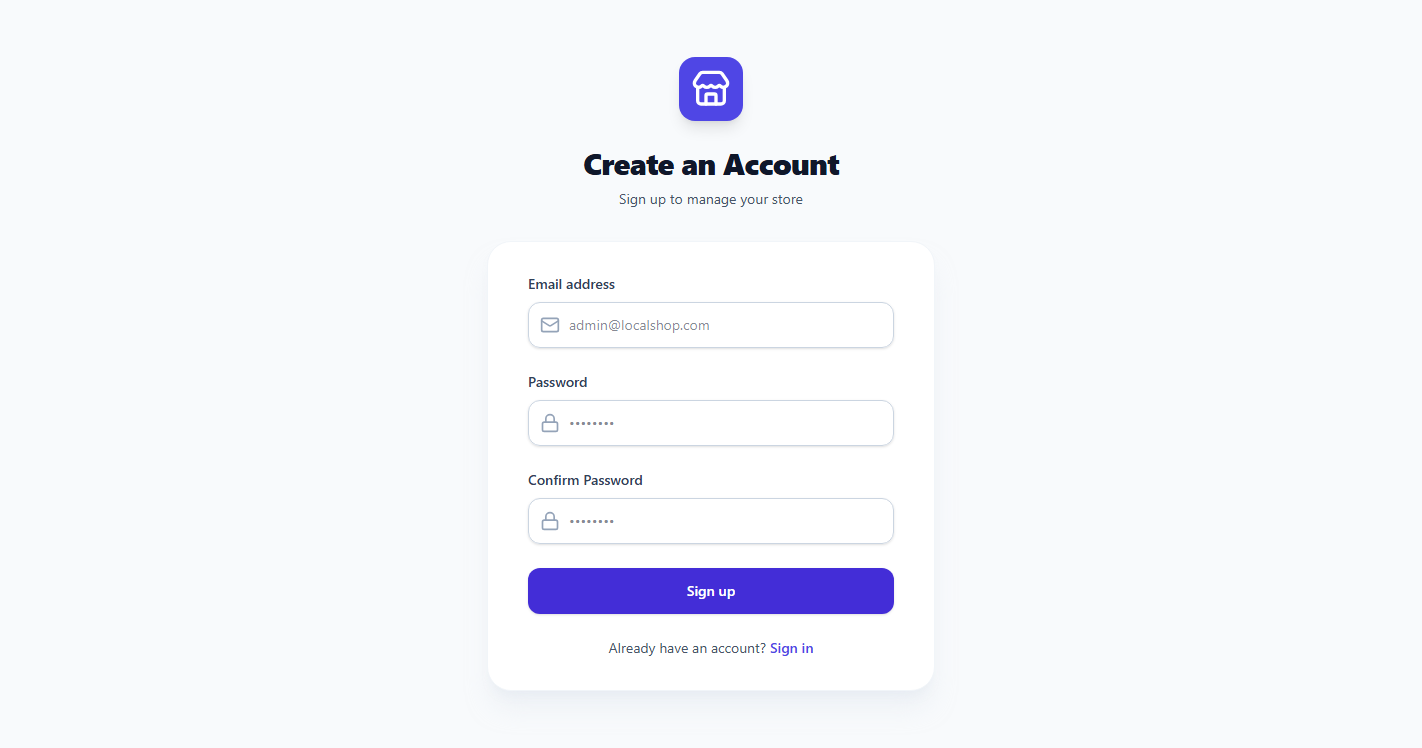 Create an Account
Sign up to manage your store
Email address
admin@localshop.com
Password
••••••••
Confirm Password
••••••••
Sign up
Already have an account? Sign in